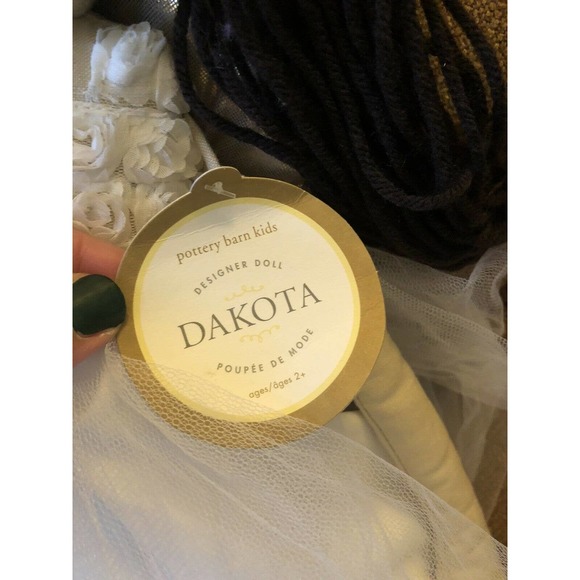 pottery barn kids
DESIGNER DOLL
DAKOTA
POUPÉE DE MODE
ages/âges 2+